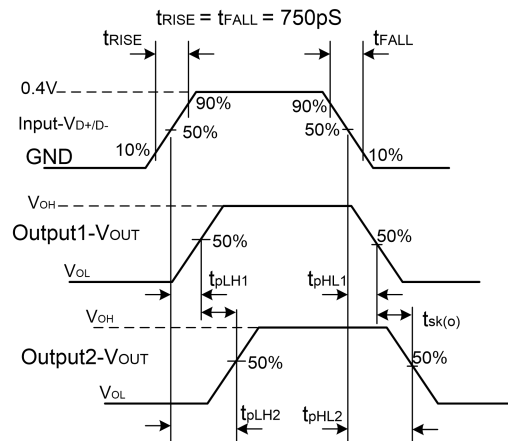 tRISE = tFALL = 750pS
tRISE
tFALL
0.4V
90%
90%
Input-VD+/D-
50%
50%
GND
10%
10%
VOH
Output1-VOUT
50%
50%
VOL
tpLH1
tpHL1
VOH
tsk(o)
Output2-VOUT
50%
50%
VOL
tpLH2
tpHL2